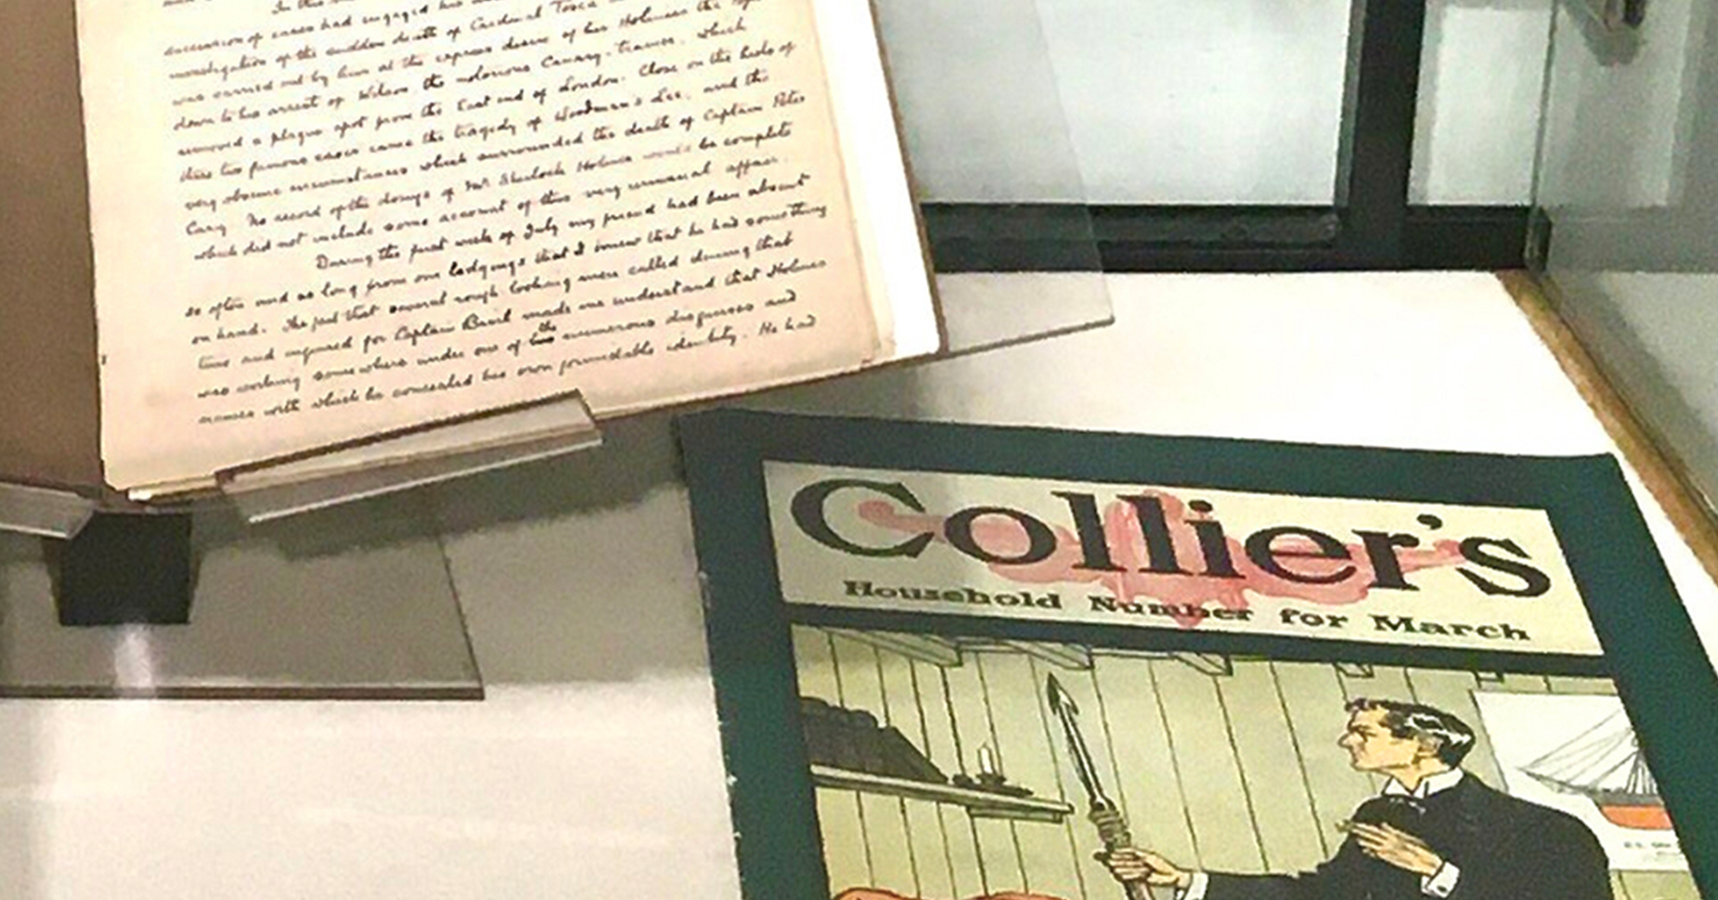 In this
succession of cases had engaged his
investigation of the sudden death of Cardinal Tosca
was carried out by him at the express desire of his Holiness the Pope
down to his arrest of Wilson the notorious Canary-trainer, which
removed a plague spot from the East end of London. Close on the heels of
these two famous cases came the tragedy of Woodman's Lee, and the
very obscure circumstances which surrounded the death of Captain Peter
Carey. No record of the doings of Mr Sherlock Holmes would be complete
which did not include some account of this very unusual affair.
During the first week of July my friend had been absent
so often and so long from our lodgings that I knew that he had something
on hand. The fact that several rough looking men called during that
time and inquired for Captain Basil made me understand that Holmes
was working somewhere under one of the numerous disguises and
names with which he concealed his own formidable identity. He had
Collier's
Household Number for March